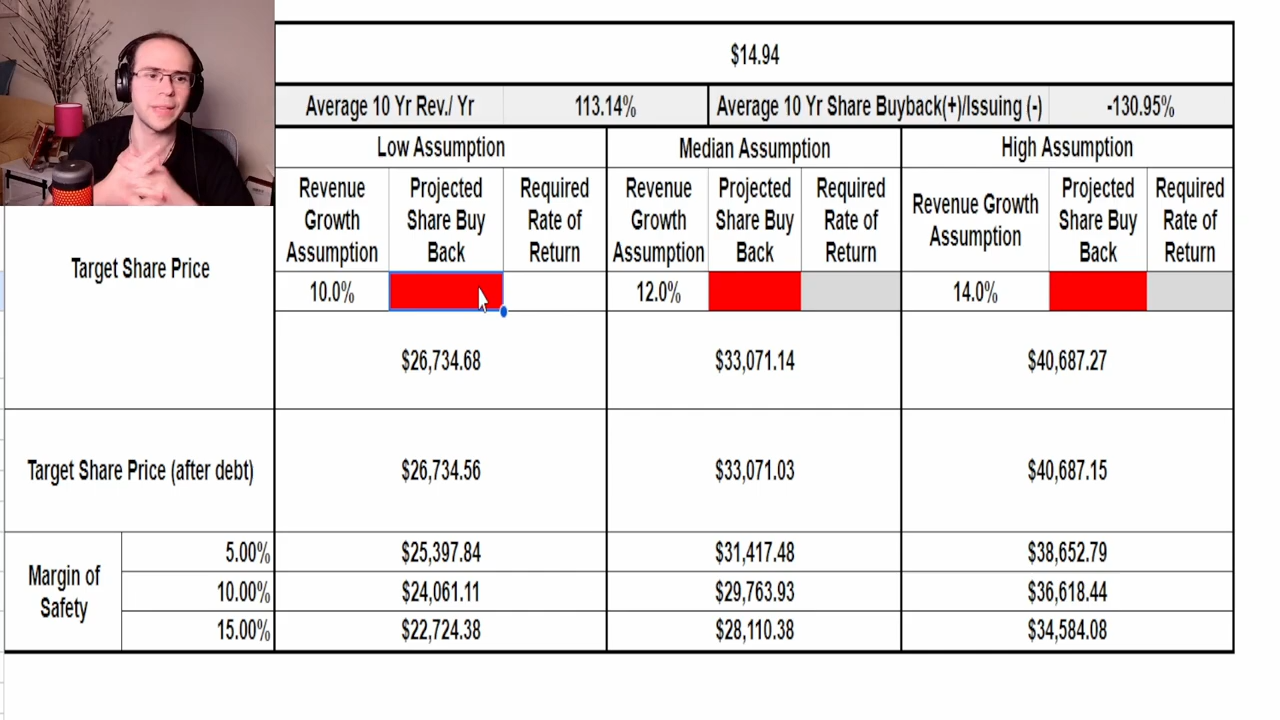 $14.94
Average 10 Yr Rev./ Yr 113.14% Average 10 Yr Share Buyback(+)/Issuing (-) -130.95%
Low Assumption Median Assumption High Assumption
Revenue Growth Assumption Projected Share Buy Back Required Rate of Return Revenue Growth Assumption Projected Share Buy Back Required Rate of Return Revenue Growth Assumption Projected Share Buy Back Required Rate of Return
Target Share Price
10.0% 12.0% 14.0%
$26,734.68 $33,071.14 $40,687.27
Target Share Price (after debt) $26,734.56 $33,071.03 $40,687.15
Margin of Safety
5.00% $25,397.84 $31,417.48 $38,652.79
10.00% $24,061.11 $29,763.93 $36,618.44
15.00% $22,724.38 $28,110.38 $34,584.08